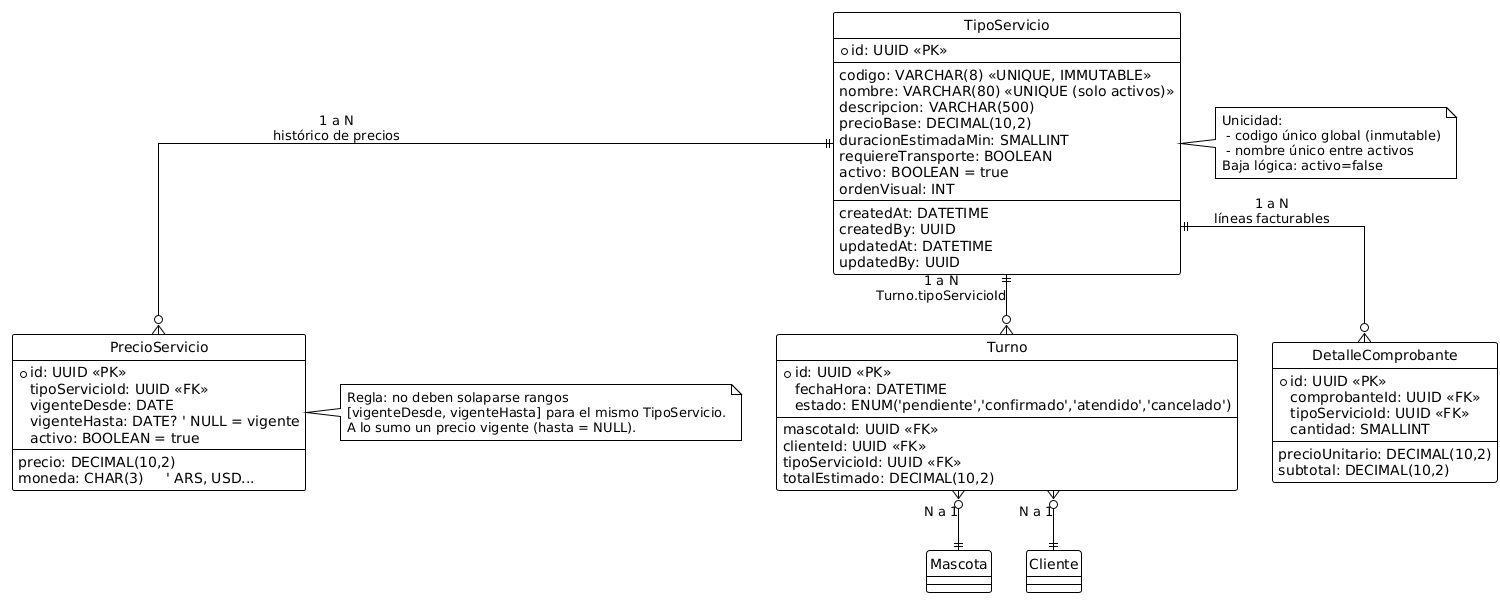 TipoServicio
id: UUID «PK»
codigo: VARCHAR(8) «UNIQUE, IMMUTABLE»
nombre: VARCHAR(80) «UNIQUE (solo activos)»
descripcion: VARCHAR(500)
precioBase: DECIMAL(10,2)
duracionEstimadaMin: SMALLINT
requiereTransporte: BOOLEAN
activo: BOOLEAN = true
ordenVisual: INT
createdAt: DATETIME
createdBy: UUID
updatedAt: DATETIME
updatedBy: UUID
Unicidad:
- codigo único global (inmutable)
- nombre único entre activos
Baja lógica: activo=false
1 a N
histórico de precios
1 a N
líneas facturables
1 a N
Turno.tipoServicioId
PrecioServicio
id: UUID «PK»
tipoServicioId: UUID «FK»
vigenteDesde: DATE
vigenteHasta: DATE? ' NULL = vigente
activo: BOOLEAN = true
precio: DECIMAL(10,2)
moneda: CHAR(3) ' ARS, USD...
Regla: no deben solaparse rangos
[vigenteDesde, vigenteHasta] para el mismo TipoServicio.
A lo sumo un precio vigente (hasta = NULL).
Turno
id: UUID «PK»
fechaHora: DATETIME
estado: ENUM('pendiente','confirmado','atendido','cancelado')
mascotaId: UUID «FK»
clienteId: UUID «FK»
tipoServicioId: UUID «FK»
totalEstimado: DECIMAL(10,2)
DetalleComprobante
id: UUID «PK»
comprobanteId: UUID «FK»
tipoServicioId: UUID «FK»
cantidad: SMALLINT
precioUnitario: DECIMAL(10,2)
subtotal: DECIMAL(10,2)
N a 1
N a 1
Mascota
Cliente